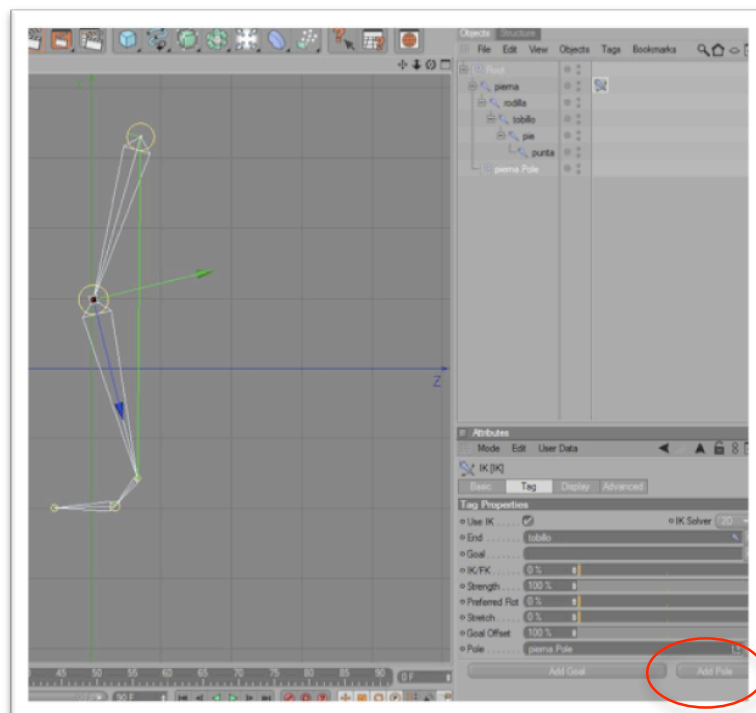 Objects Structure
File Edit View Objects Tags Bookmarks
Root
pierna
rodilla
tobillo
pie
punta
pierna.Pole
Z
Attributes
Mode Edit User Data
IK [IK]
Basic Tag Display Advanced
Tag Properties
Use IK IK Solver 2D
End tobillo
Goal
IK/FK 0 %
Strength 100 %
Preferred Rot 0 %
Stretch 0 %
Goal Offset 100 %
Pole pierna.Pole
Add Goal Add Pole
45 50 55 60 65 70 75 80 85 90 0 F
90 F